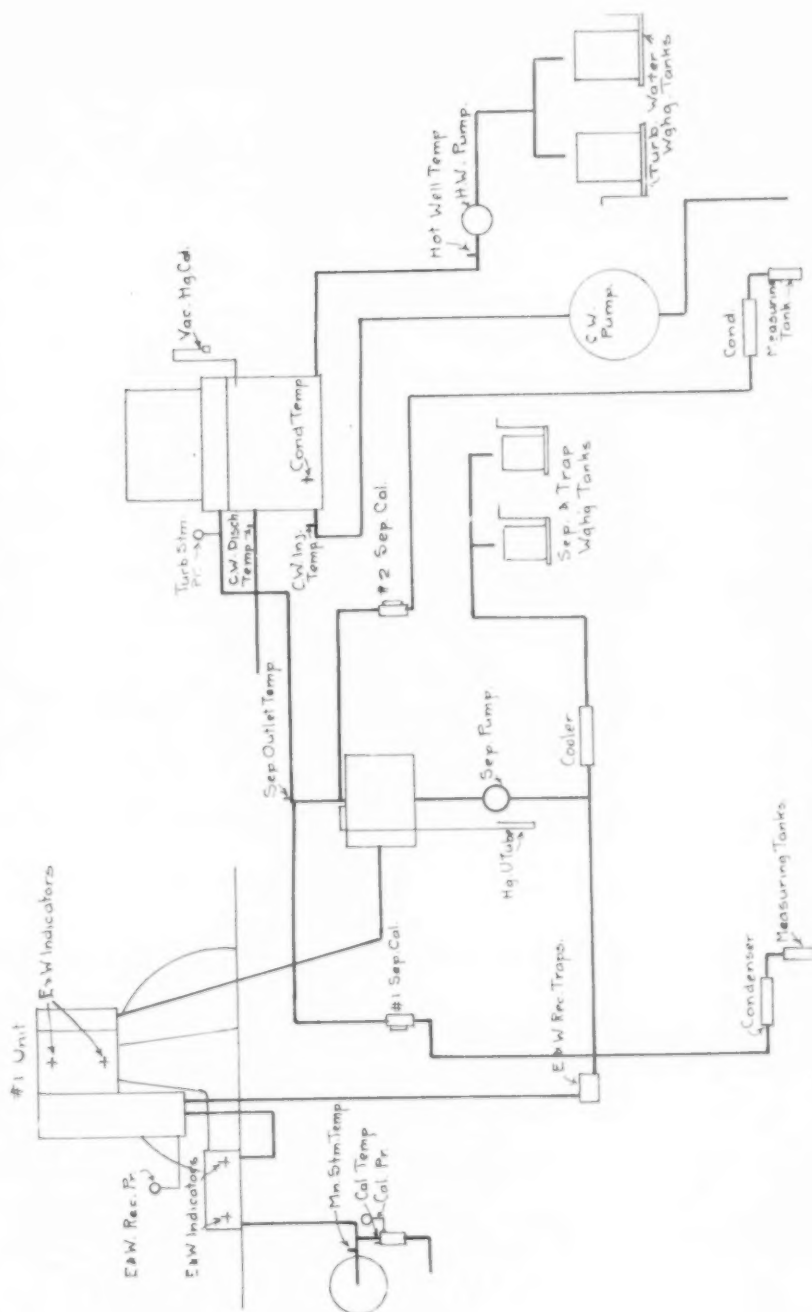 #1 Unit
E&W Indicators
E&W. Rec. Pr.
E&W Indicators
Mn. Stm. Temp.
Cal Temp
Cal. Pr.
#1 Sep. Cal.
E&W Rec. Traps.
Condenser
Measuring Tanks.
Sep. Outlet Temp
Hg. U Tube
Sep. Pump.
Cooler
#2 Sep. Cal.
Sep. & Trap
Wghg Tanks
Turb. Stm.
Pr.
C.W. Disch
Temp
C.W. Inj.
Temp
Cond Temp
Vac. Hg. Col.
Hot Well Temp
H.W. Pump.
C.W.
Pump.
Cond.
Measuring
Tank
Turb. Water
Wghg. Tanks